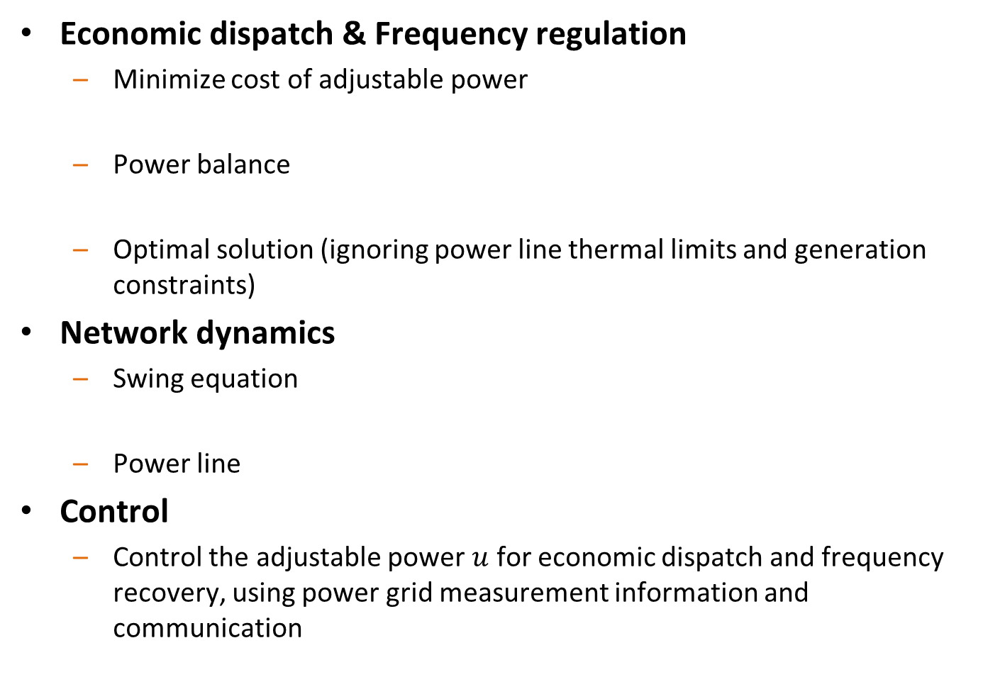 • Economic dispatch & Frequency regulation
– Minimize cost of adjustable power
– Power balance
– Optimal solution (ignoring power line thermal limits and generation
constraints)
• Network dynamics
– Swing equation
– Power line
• Control
– Control the adjustable power 𝑢 for economic dispatch and frequency
recovery, using power grid measurement information and
communication